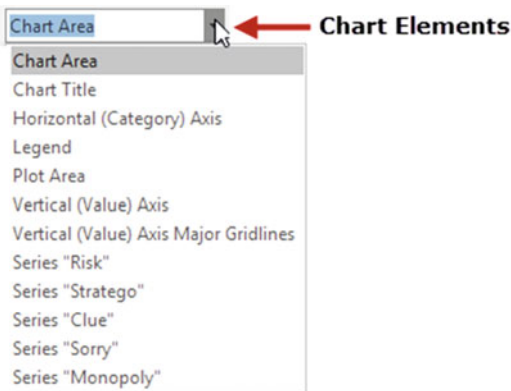 Chart Area
Chart Elements
Chart Area
Chart Title
Horizontal (Category) Axis
Legend
Plot Area
Vertical (Value) Axis
Vertical (Value) Axis Major Gridlines
Series "Risk"
Series "Stratego"
Series "Clue"
Series "Sorry"
Series "Monopoly"